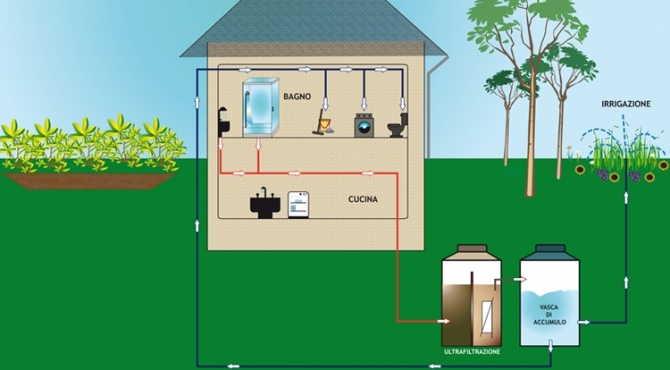 BAGNO
IRRIGAZIONE
CUCINA
VASCA
DI
ACCUMULO
ULTRAFILTRAZIONE